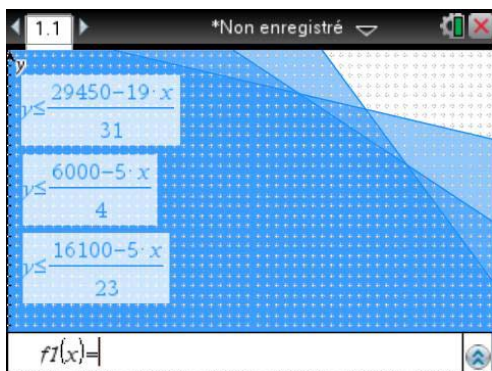 1.1 *Non enregistré
y
y≤ 29450-19·x
31
y≤ 6000-5·x
4
y≤ 16100-5·x
23
f1(x)=